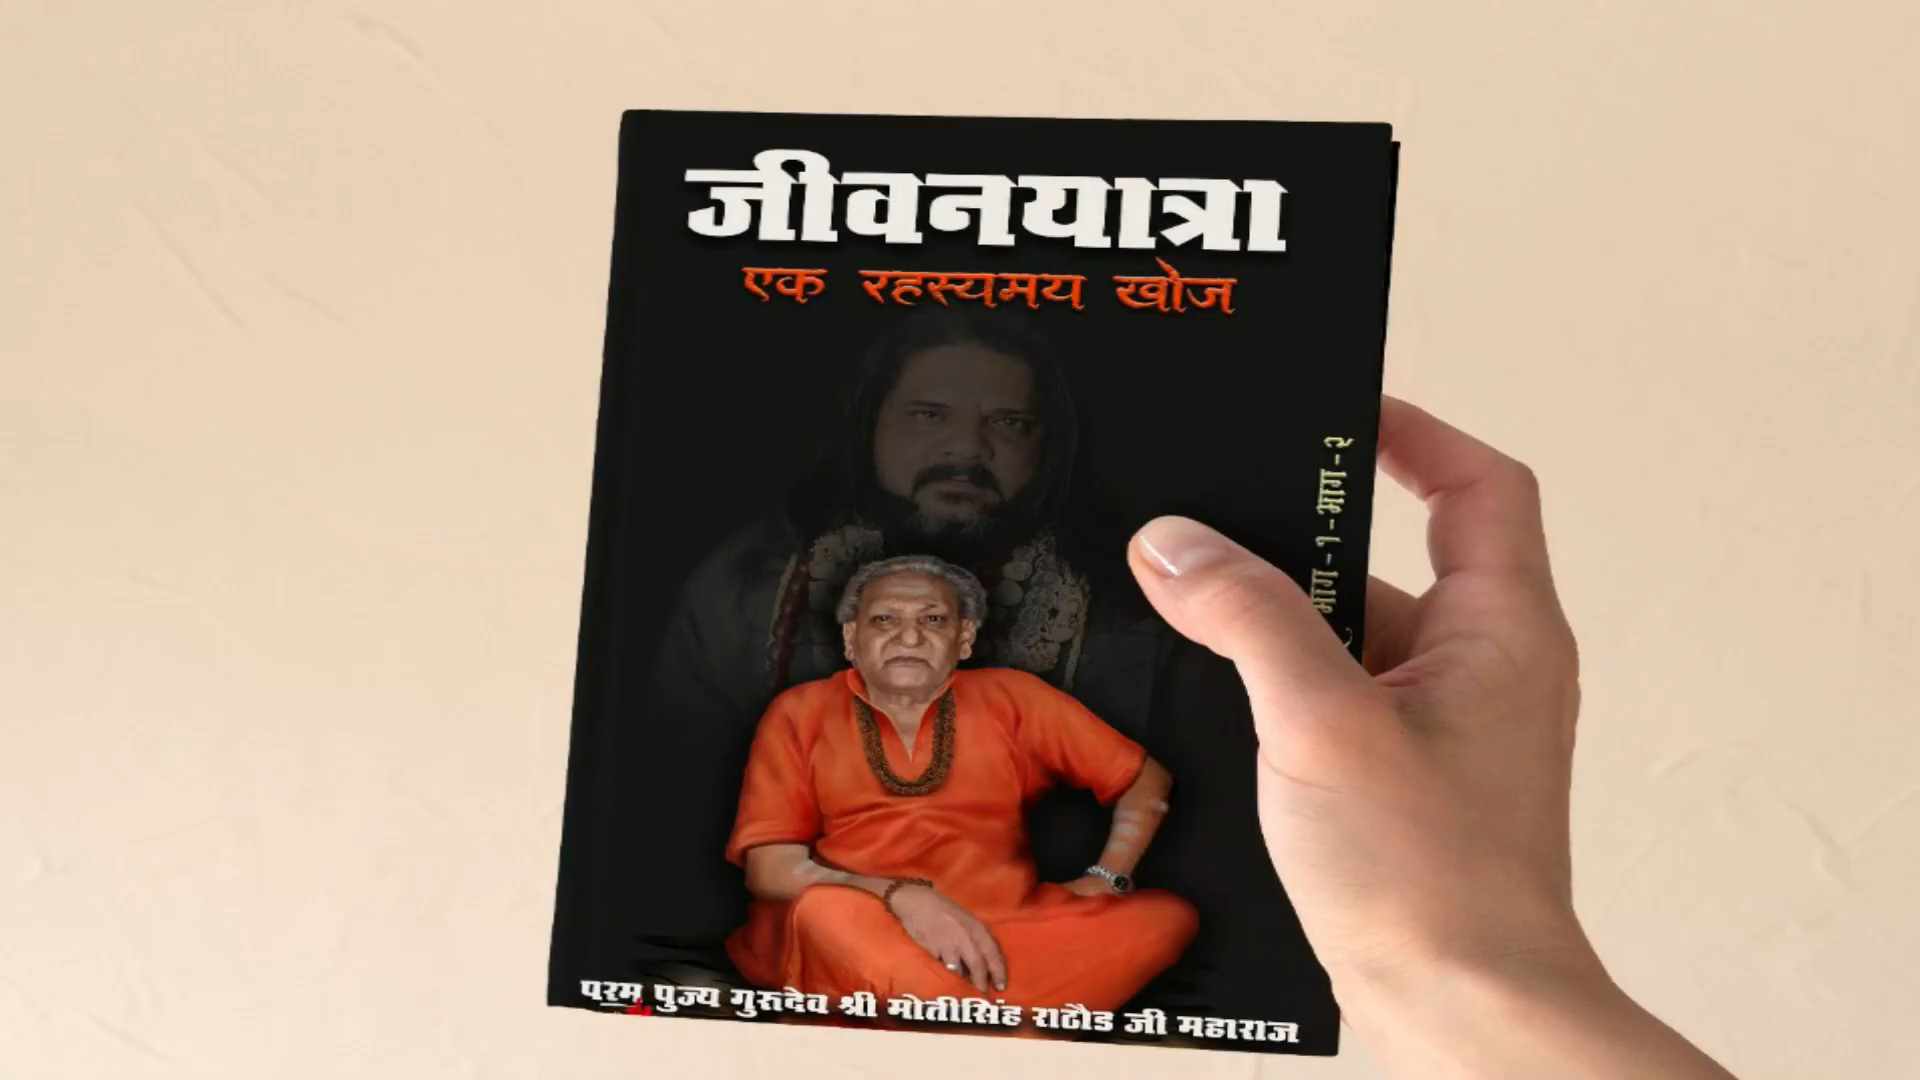 जीवनयात्रा
एक रहस्यमय खोज
परम पुज्य गुरुदेव श्री मोतीसिंह राठौड जी महाराज